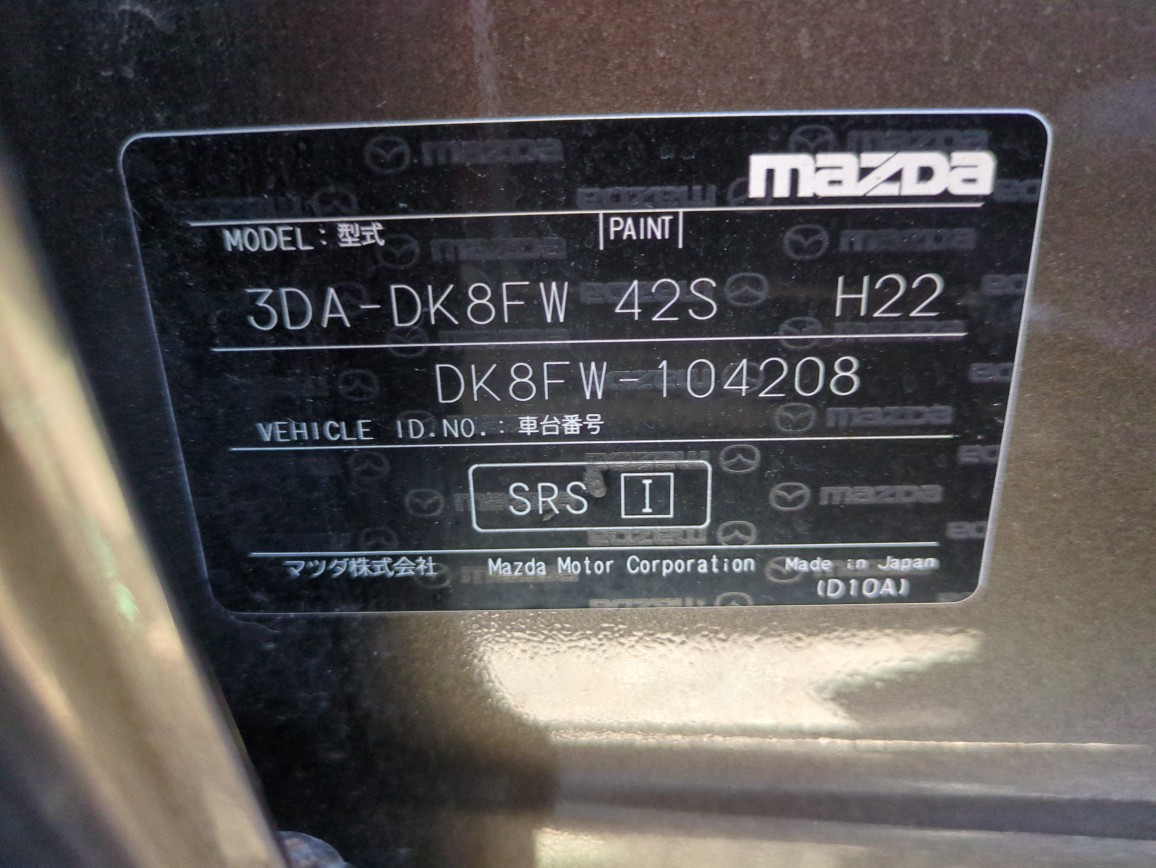 mazda
MODEL : 型式 PAINT
3DA-DK8FW 42S H22
DK8FW-104208
VEHICLE ID.NO. : 車台番号
SRS I
マツダ株式会社 Mazda Motor Corporation Made in Japan
(D10A)